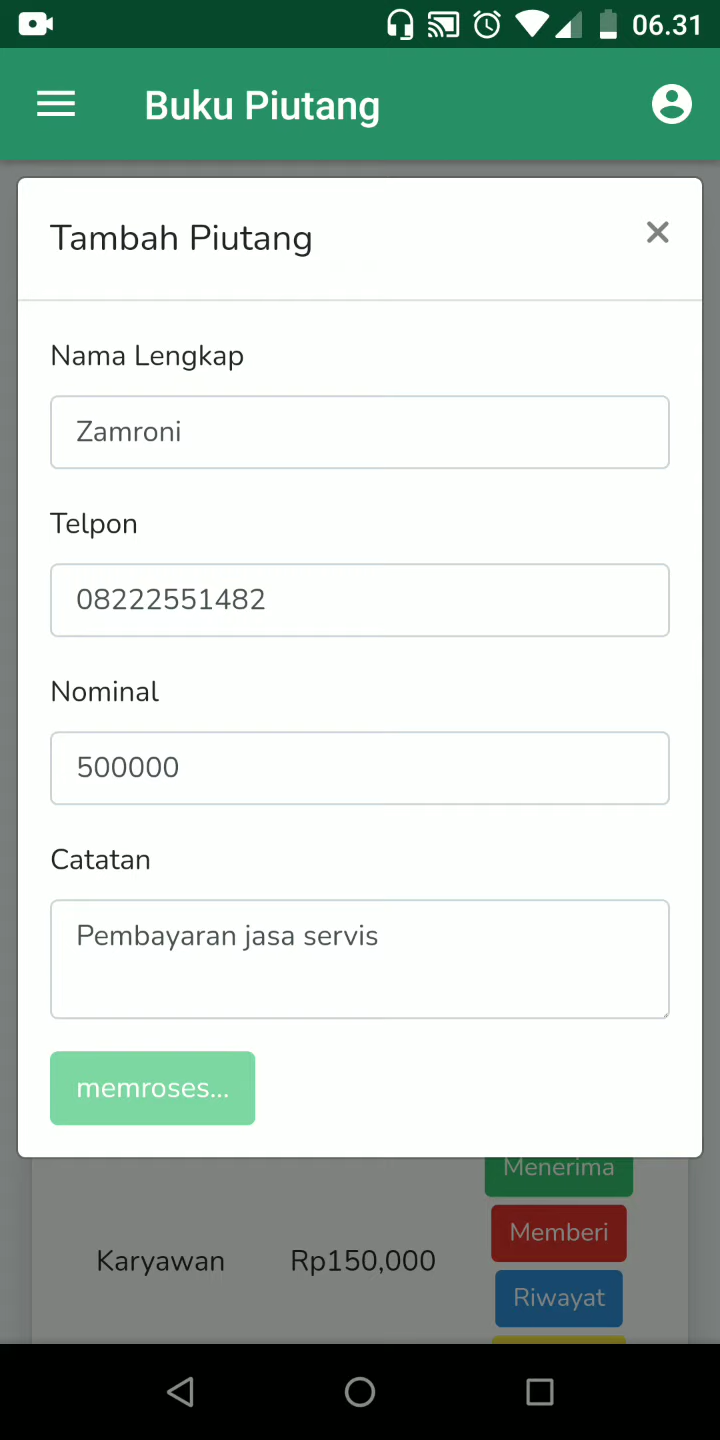 06.31
Buku Piutang
Tambah Piutang
×
Nama Lengkap
Zamroni
Telpon
08222551482
Nominal
500000
Catatan
Pembayaran jasa servis
memroses...
Menerima
Memberi
Karyawan Rp150,000
Riwayat